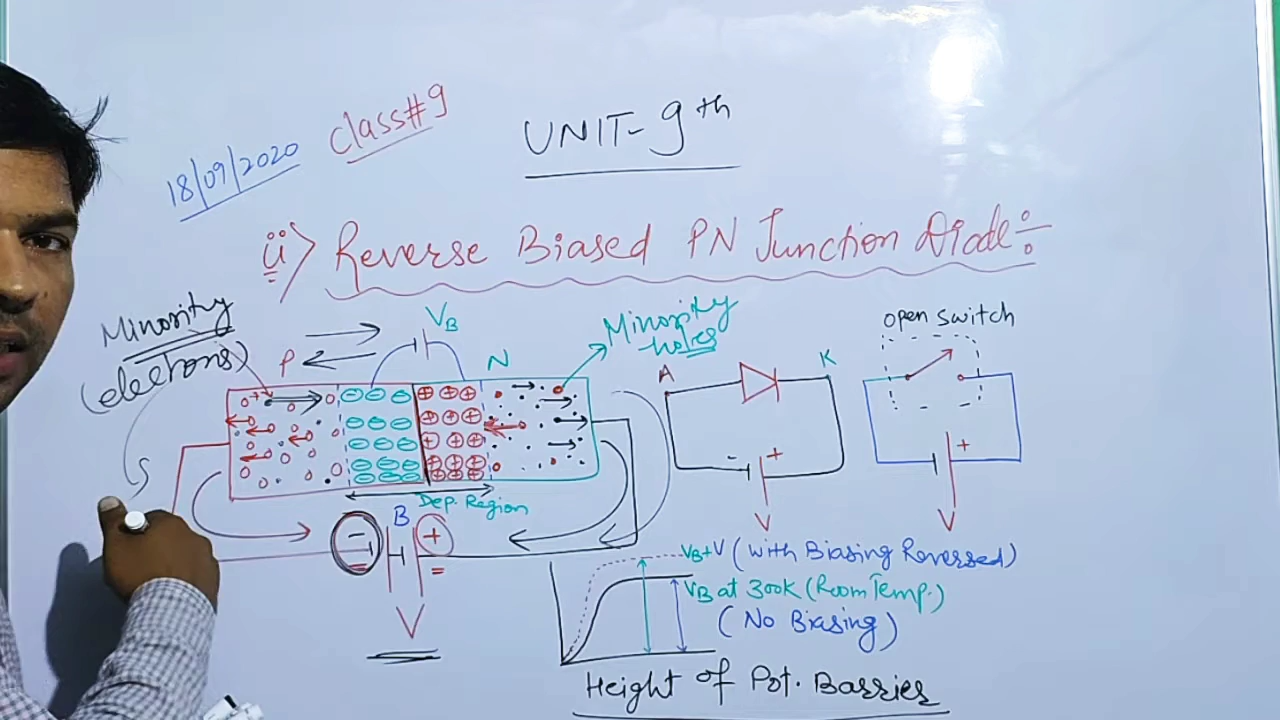 18/09/2020
Class#9
UNIT-9th
ii> Reverse Biased PN Junction Diode÷
Minority
(electrons)
P
VB
N
Minority
holes
A
K
open switch
- +
V
+
V
Dep. Region
- B +
V
VB+V (with Biasing Reversed)
VB at 300k (Room Temp.)
(No Biasing)
Height of Pot. Barrier